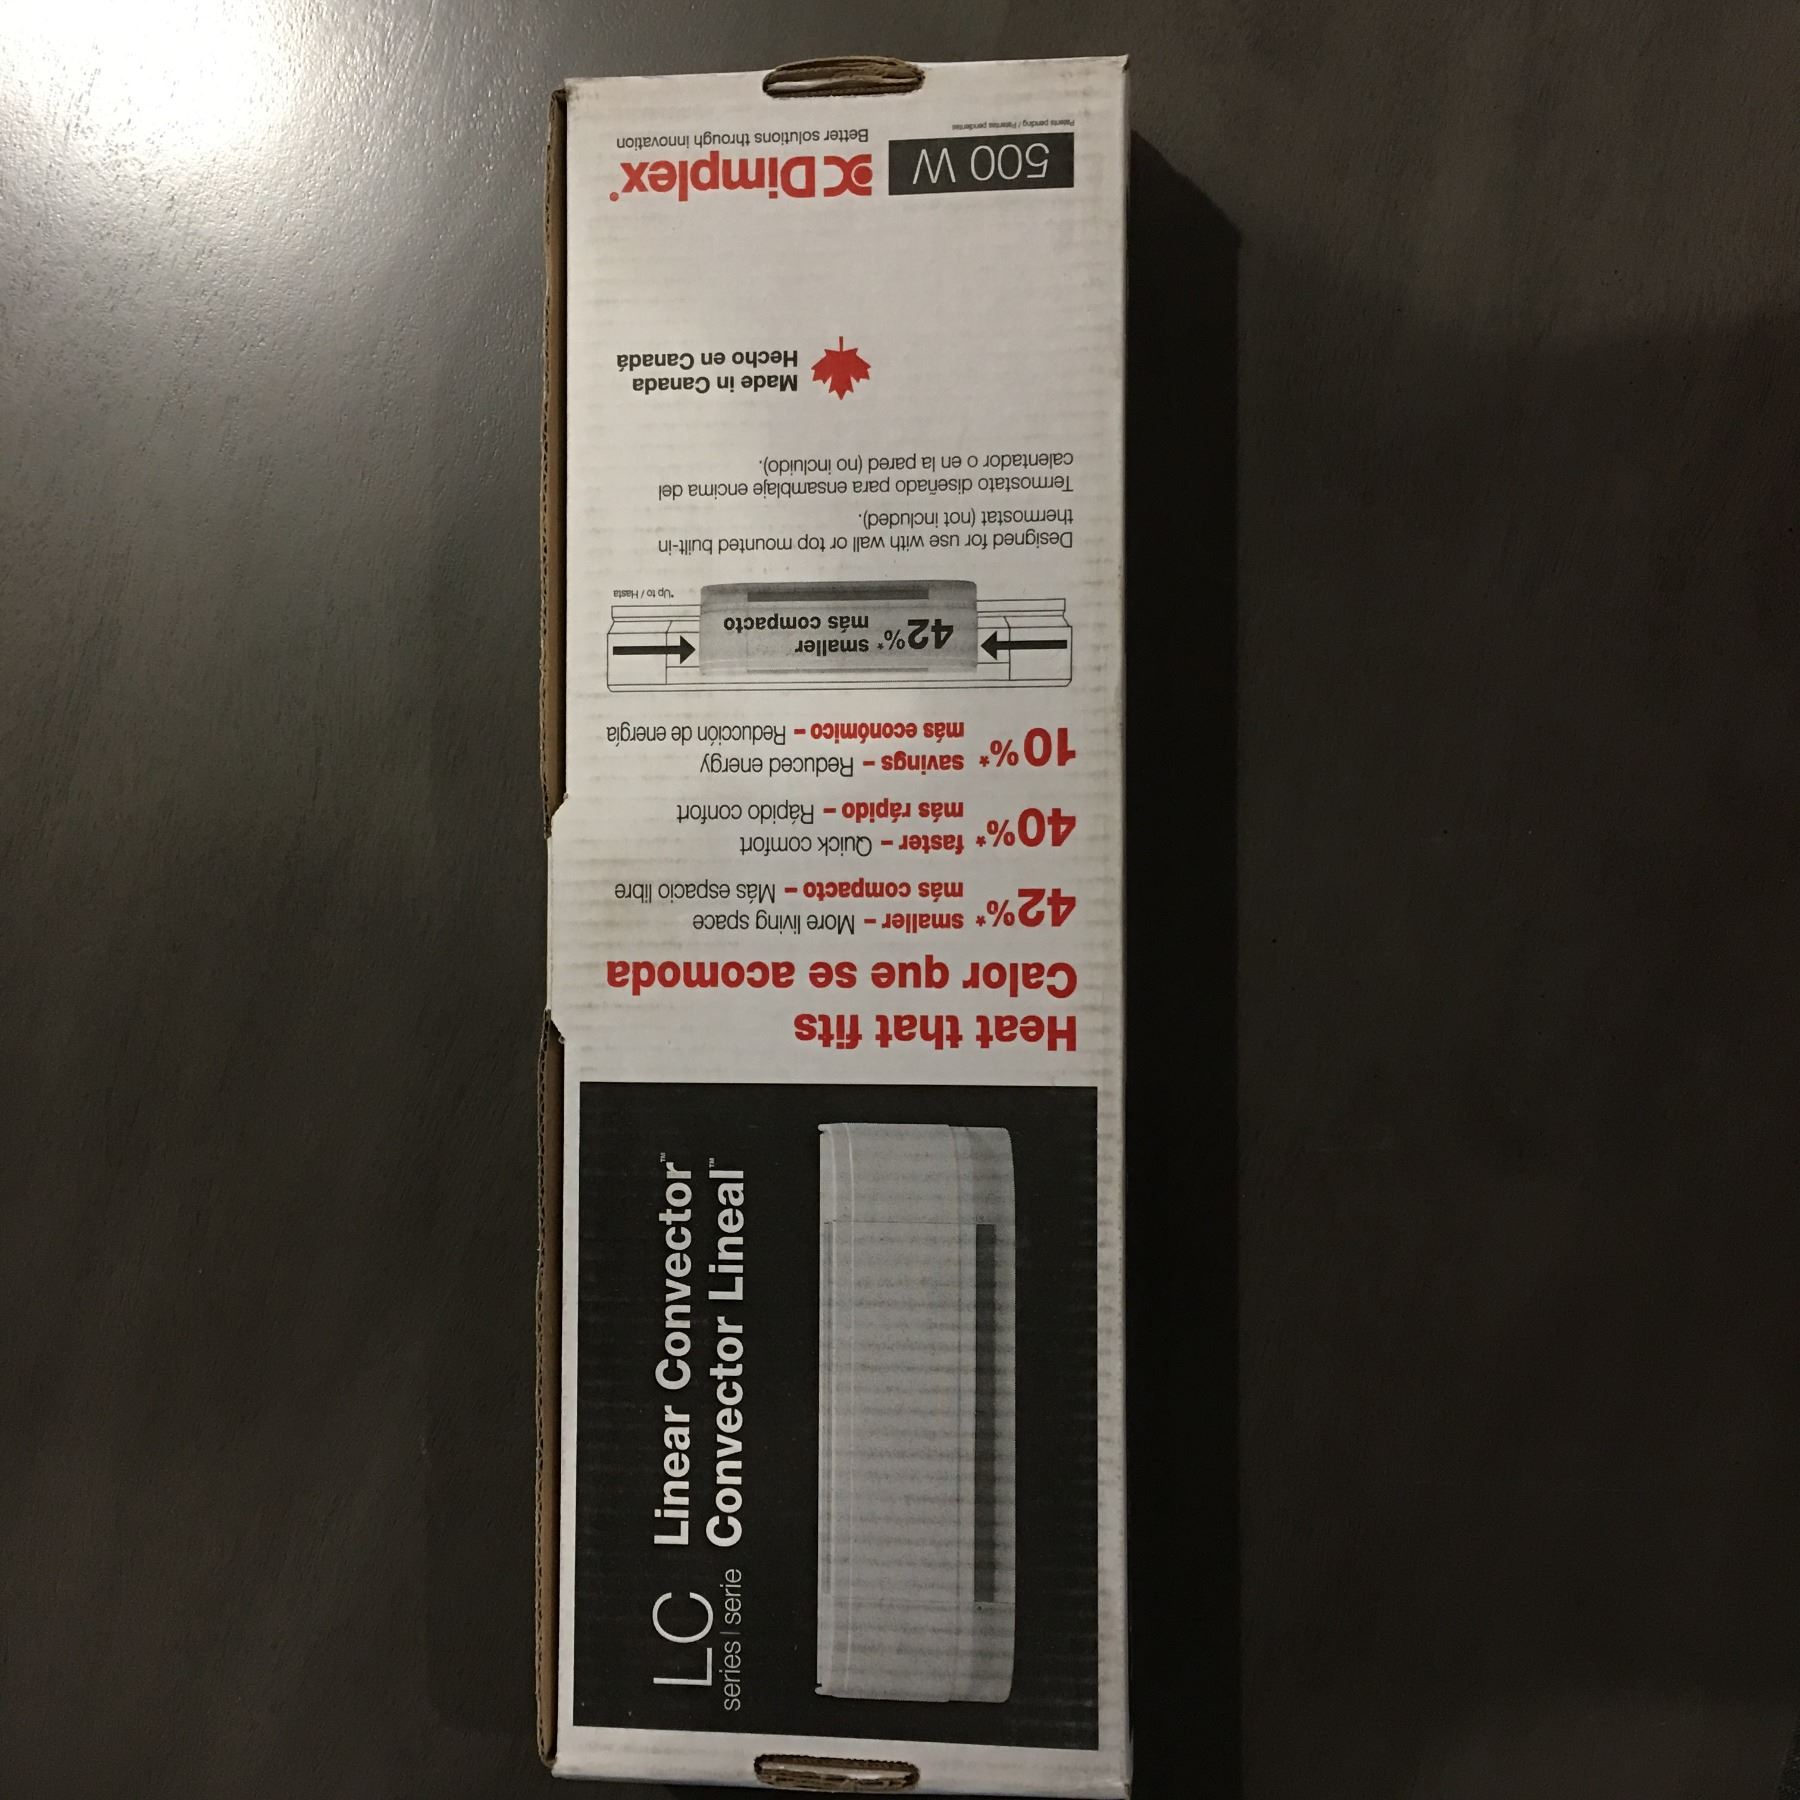 LC Linear Convector™
series | serie Convector Lineal™
Heat that fits
Calor que se acomoda
42%* smaller – More living space
más compacto – Más espacio libre
40%* faster – Quick comfort
más rápido – Rápido confort
10%* savings – Reduced energy
más económico – Reducción de energía
42%* smaller
más compacto
*Up to / Hasta
Designed for use with wall or top mounted built-in
thermostat (not included).
Termostato diseñado para ensamblaje encima del
calentador o en la pared (no incluido).
Made in Canada
Hecho en Canadá
500 W
Dimplex®
Better solutions through innovation
Patents pending / Patentes pendientes